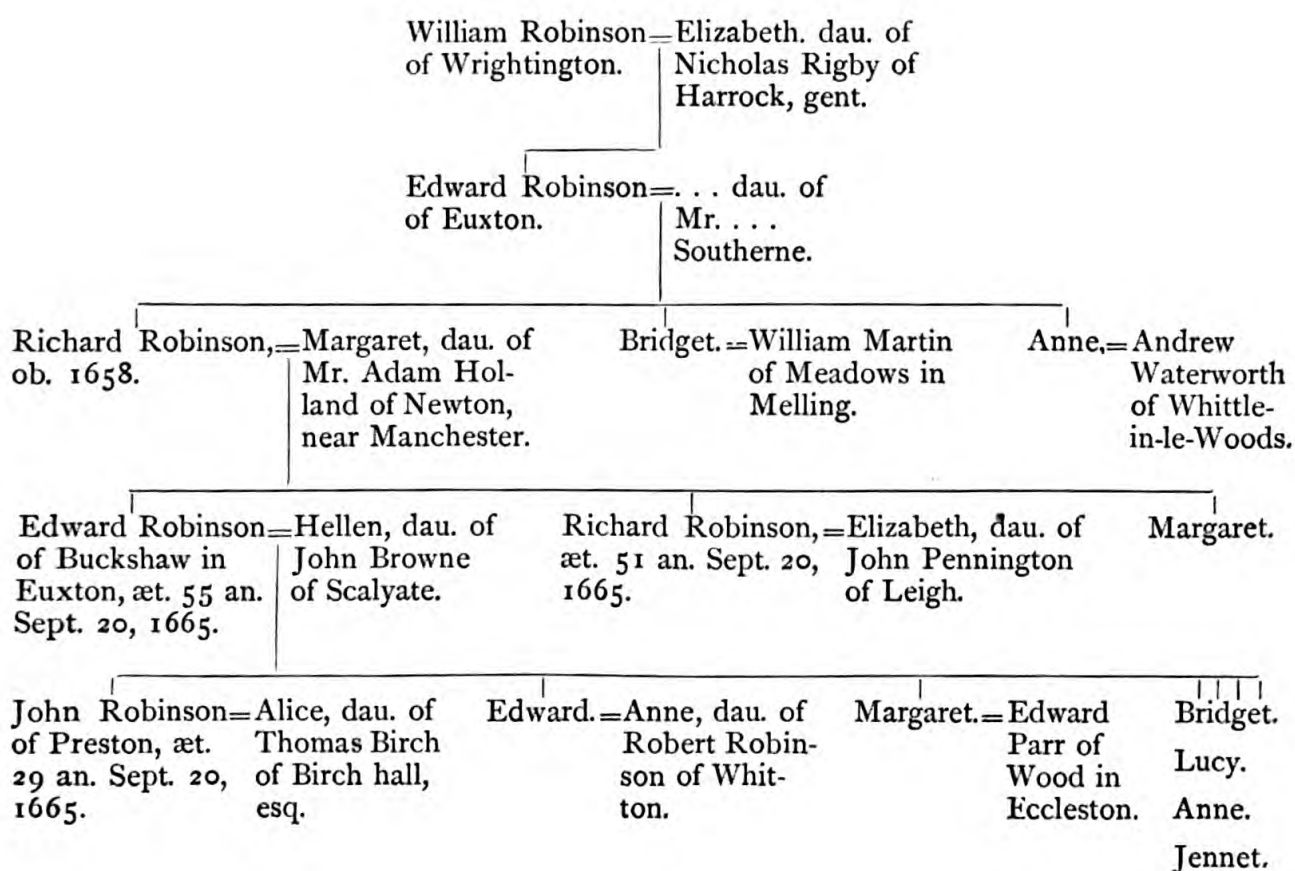 William Robinson=Elizabeth. dau. of
of Wrightington. Nicholas Rigby of
Harrock, gent.
Edward Robinson=. . . dau. of
of Euxton. Mr. . . .
Southerne.
Richard Robinson,=Margaret, dau. of
ob. 1658. Mr. Adam Hol-
land of Newton,
near Manchester.
Bridget.=William Martin
of Meadows in
Melling.
Anne,=Andrew
Waterworth
of Whittle-
in-le-Woods.
Edward Robinson=Hellen, dau. of
of Buckshaw in John Browne
Euxton, æt. 55 an. of Scalyate.
Sept. 20, 1665.
Richard Robinson,=Elizabeth, dau. of
æt. 51 an. Sept. 20, John Pennington
1665. of Leigh.
Margaret.
John Robinson=Alice, dau. of
of Preston, æt. Thomas Birch
29 an. Sept. 20, of Birch hall,
1665. esq.
Edward.=Anne, dau. of
Robert Robin-
son of Whit-
ton.
Margaret.=Edward
Parr of
Wood in
Eccleston.
Bridget.
Lucy.
Anne.
Jennet.